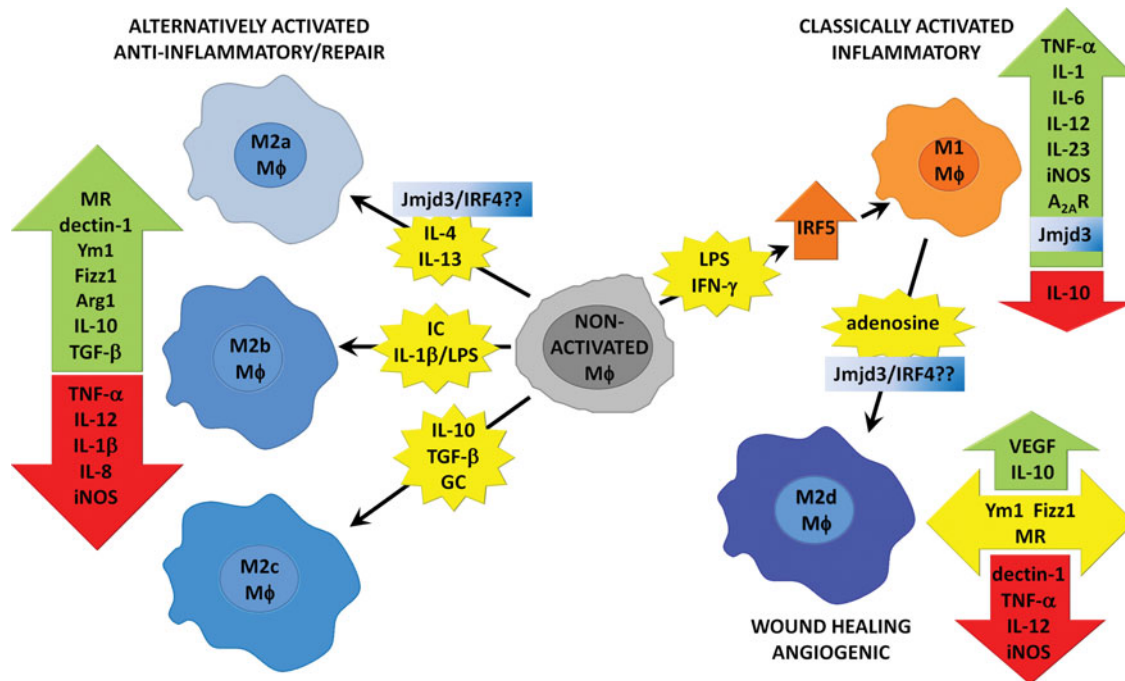 ALTERNATIVELY ACTIVATED
ANTI-INFLAMMATORY/REPAIR
M2a
Mϕ
MR
dectin-1
Ym1
Fizz1
Arg1
IL-10
TGF-β
TNF-α
IL-12
IL-1β
IL-8
iNOS
M2b
Mϕ
M2c
Mϕ
Jmjd3/IRF4??
IL-4
IL-13
IC
IL-1β/LPS
IL-10
TGF-β
GC
NON-
ACTIVATED
Mϕ
LPS
IFN-γ
IRF5
CLASSICALLY ACTIVATED
INFLAMMATORY
M1
Mϕ
TNF-α
IL-1
IL-6
IL-12
IL-23
iNOS
A2AR
Jmjd3
IL-10
adenosine
Jmjd3/IRF4??
M2d
Mϕ
WOUND HEALING
ANGIOGENIC
VEGF
IL-10
Ym1 Fizz1
MR
dectin-1
TNF-α
IL-12
iNOS